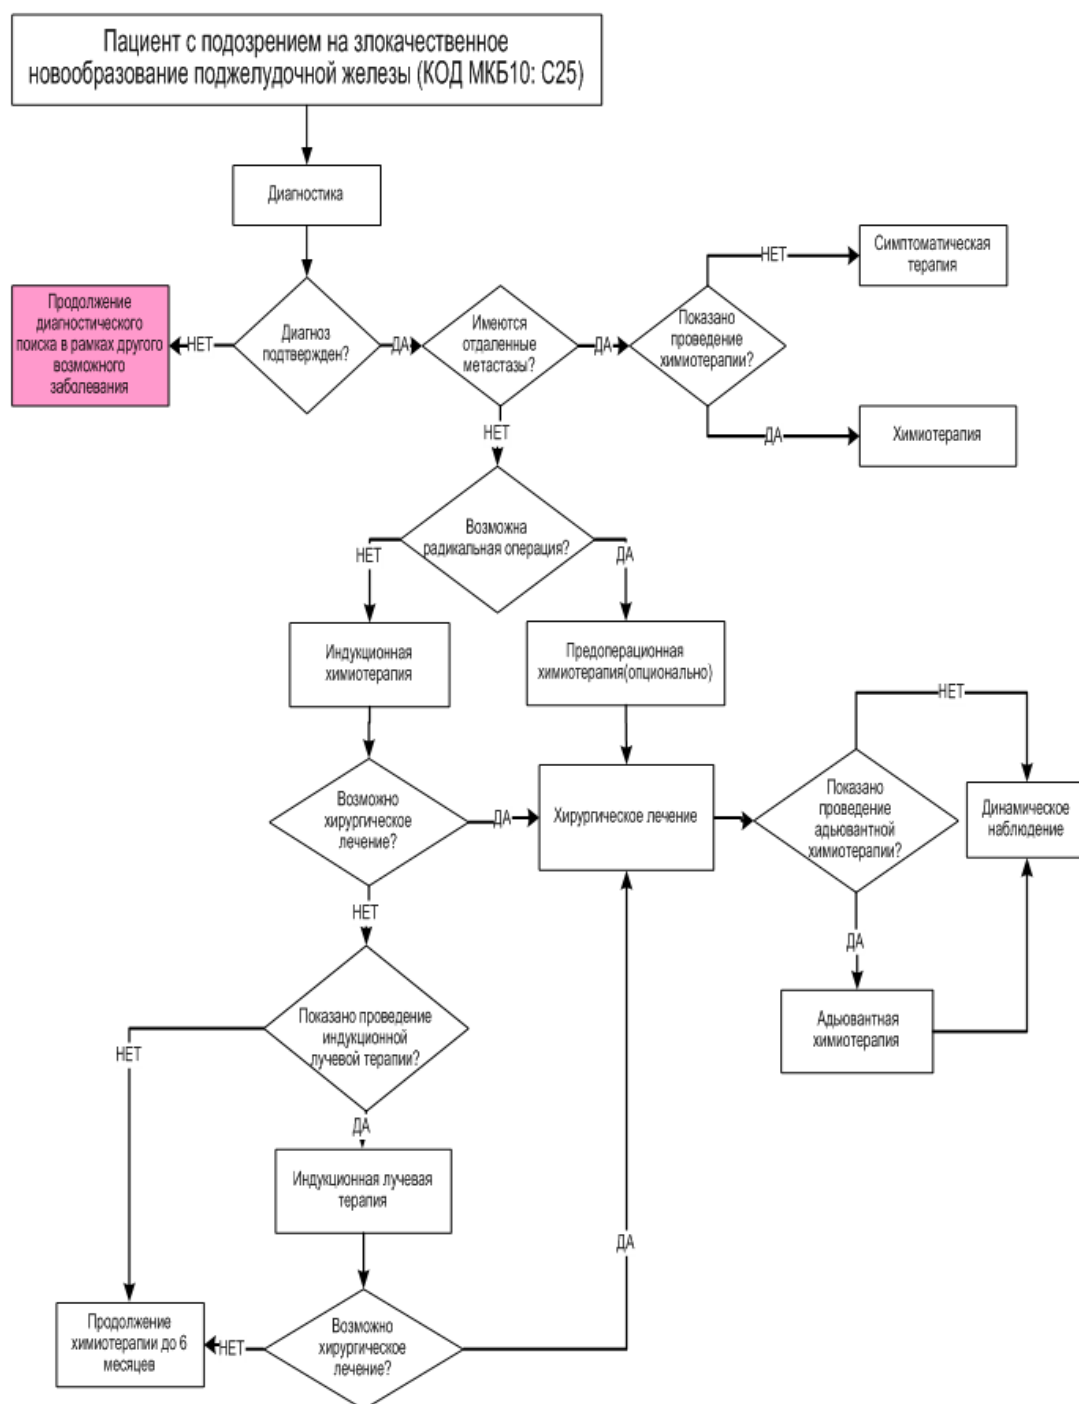 Пациент с подозрением на злокачественное
новообразование поджелудочной железы (КОД МКБ10: С25)
Диагностика
Диагноз
подтвержден?
НЕТ
Продолжение
диагностического
поиска в рамках другого
возможного
заболевания
ДА
Имеются
отдаленные
метастазы?
ДА
Показано
проведение
химиотерапии?
НЕТ
Симптоматическая
терапия
ДА
Химиотерапия
НЕТ
Возможна
радикальная операция?
НЕТ
ДА
Индукционная
химиотерапия
Предоперационная
химиотерапия(опционально)
Возможно
хирургическое
лечение?
ДА
Хирургическое лечение
Показано
проведение
адьювантной
химиотерапии?
НЕТ
Динамическое
наблюдение
ДА
Адьювантная
химиотерапия
НЕТ
Показано проведение
индукционной
лучевой терапии?
НЕТ
ДА
Индукционная лучевая
терапия
Возможно
хирургическое
лечение?
ДА
НЕТ
Продолжение
химиотерапии до 6
месяцев